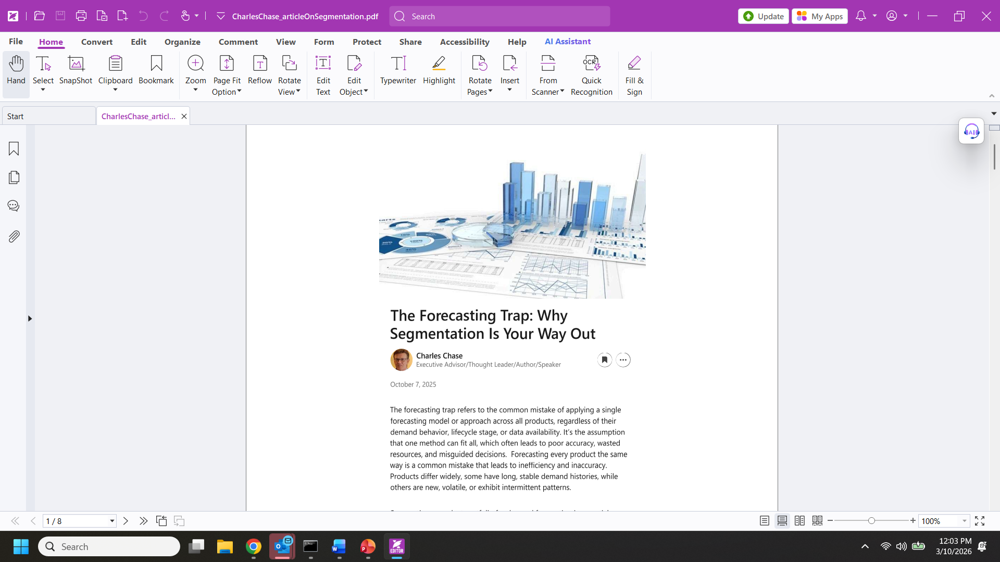 CharlesChase_articleOnSegmentation.pdf
Search
Update
My Apps
File
Home
Convert
Edit
Organize
Comment
View
Form
Protect
Share
Accessibility
Help
AI Assistant
Hand
Select
SnapShot
Clipboard
Bookmark
Zoom
Page Fit
Option
Reflow
Rotate
View
Edit
Text
Edit
Object
Typewriter
Highlight
Rotate
Pages
Insert
From
Scanner
OCR
Quick
Recognition
Fill &
Sign
Start
CharlesChase_articl...
AI
100%
The Forecasting Trap: Why
Segmentation Is Your Way Out
Charles Chase
Executive Advisor/Thought Leader/Author/Speaker
October 7, 2025
The forecasting trap refers to the common mistake of applying a single
forecasting model or approach across all products, regardless of their
demand behavior, lifecycle stage, or data availability. It’s the assumption
that one method can fit all, which often leads to poor accuracy, wasted
resources, and misguided decisions.  Forecasting every product the same
way is a common mistake that leads to inefficiency and inaccuracy.
Products differ widely, some have long, stable demand histories, while
others are new, volatile, or exhibit intermittent patterns.
1 / 8
100%
Search
EDITOR
12:03 PM
3/10/2026